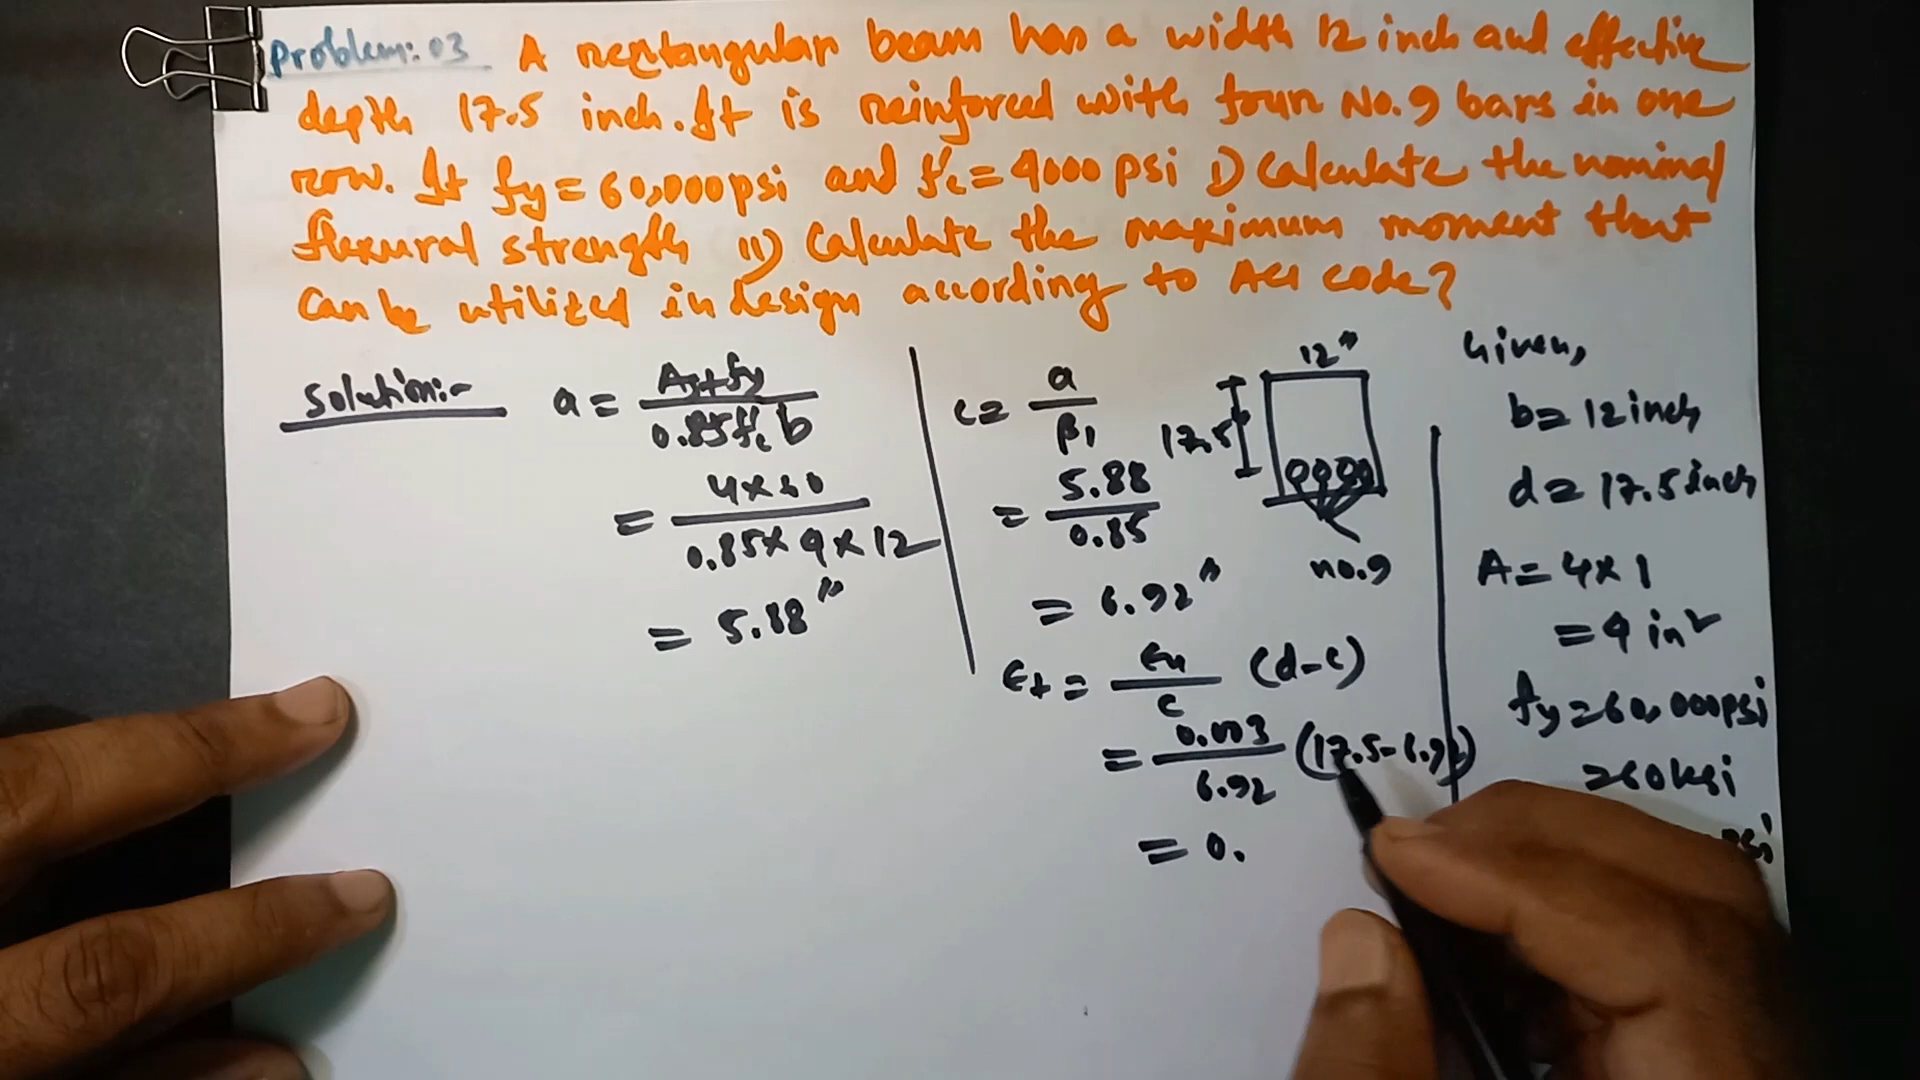 Problem: 03 A rectangular beam has a width 12 inch and effective
depth 17.5 inch. It is reinforced with four No. 9 bars in one
row. If fy = 60,000 psi and f'c = 4000 psi i) Calculate the nominal
flexural strength ii) Calculate the maximum moment that
can be utilized in design according to ACI code?
Solution:-
a = As×fy / 0.85f'c b
= 4×60 / 0.85×4×12
= 5.88"
c = a / β1
= 5.88 / 0.85
= 6.92"
εt = εu / c (d-c)
= 0.003 / 6.92 (17.5-6.92)
= 0.
12"
17.5
no.9
Given,
b = 12 inch
d = 17.5 inch
A = 4×1
= 4 in²
fy = 60,000psi
= 60ksi
psi